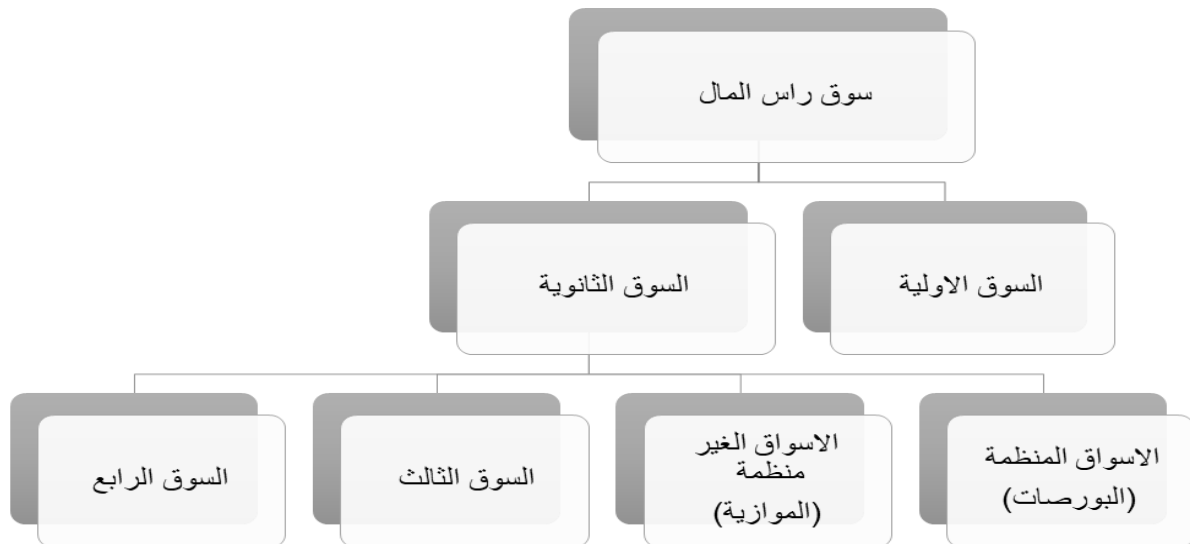 سوق راس المال
السوق الاولية
السوق الثانوية
الاسواق المنظمة
(البورصات)
الاسواق الغير
منظمة
(الموازية)
السوق الثالث
السوق الرابع